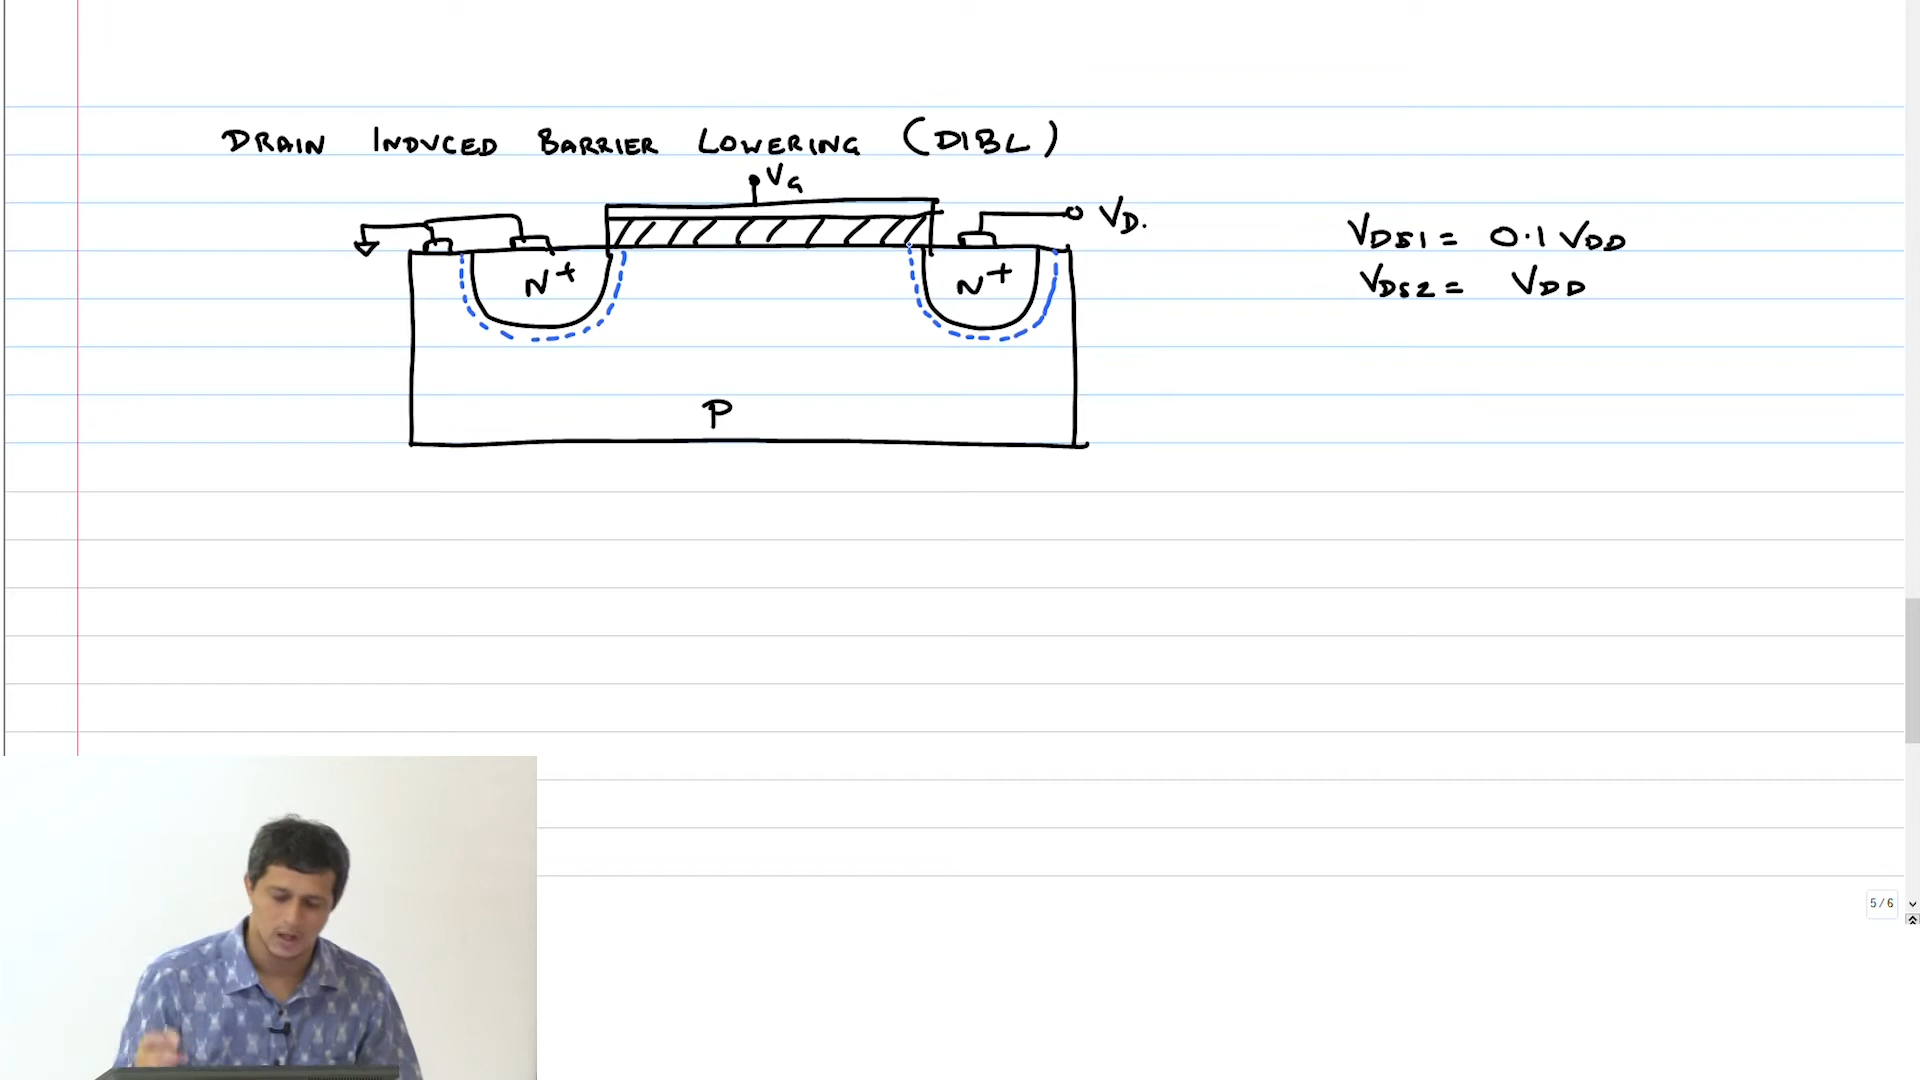 DRAIN INDUCED BARRIER LOWERING (DIBL)
VG
VD.
N+
N+
P
VDS1 = 0.1 VDD
VDS2 = VDD
5 / 6